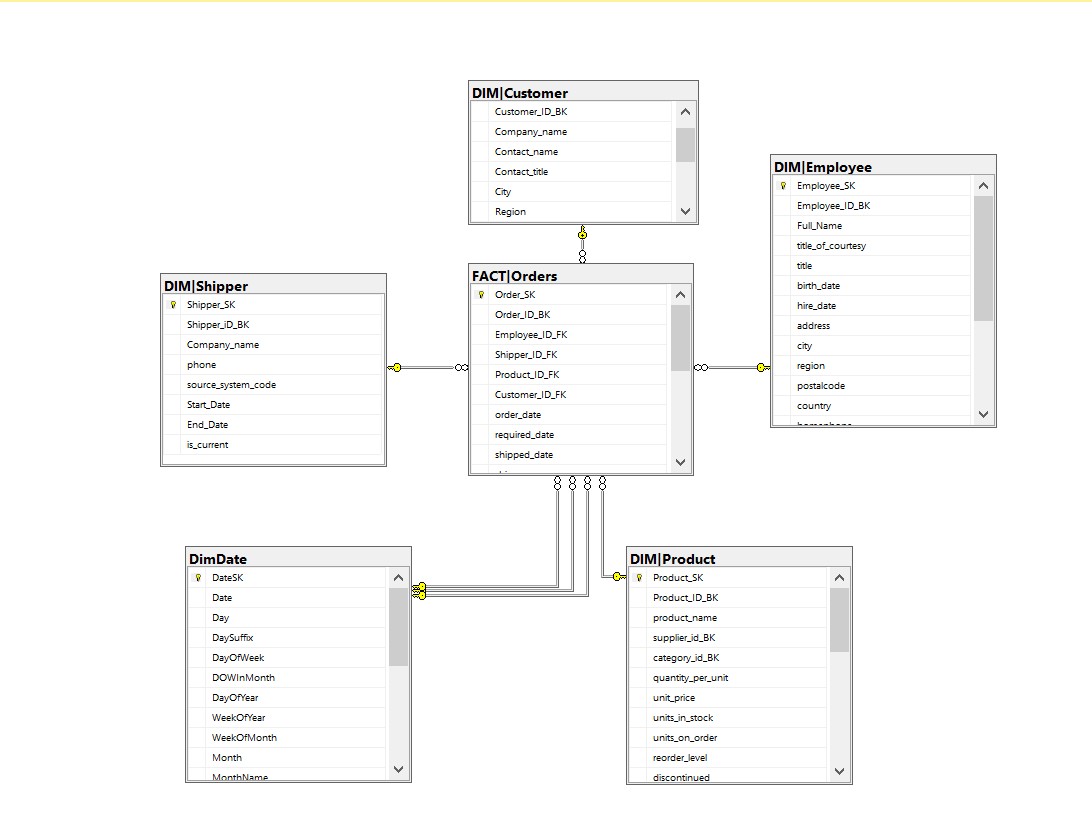 DIM|Customer
Customer_ID_BK
Company_name
Contact_name
Contact_title
City
Region
DIM|Employee
Employee_SK
Employee_ID_BK
Full_Name
title_of_courtesy
title
birth_date
hire_date
address
city
region
postalcode
country
homephone
DIM|Shipper
Shipper_SK
Shipper_iD_BK
Company_name
phone
source_system_code
Start_Date
End_Date
is_current
FACT|Orders
Order_SK
Order_ID_BK
Employee_ID_FK
Shipper_ID_FK
Product_ID_FK
Customer_ID_FK
order_date
required_date
shipped_date
DimDate
DateSK
Date
Day
DaySuffix
DayOfWeek
DOWInMonth
DayOfYear
WeekOfYear
WeekOfMonth
Month
MonthName
DIM|Product
Product_SK
Product_ID_BK
product_name
supplier_id_BK
category_id_BK
quantity_per_unit
unit_price
units_in_stock
units_on_order
reorder_level
discontinued